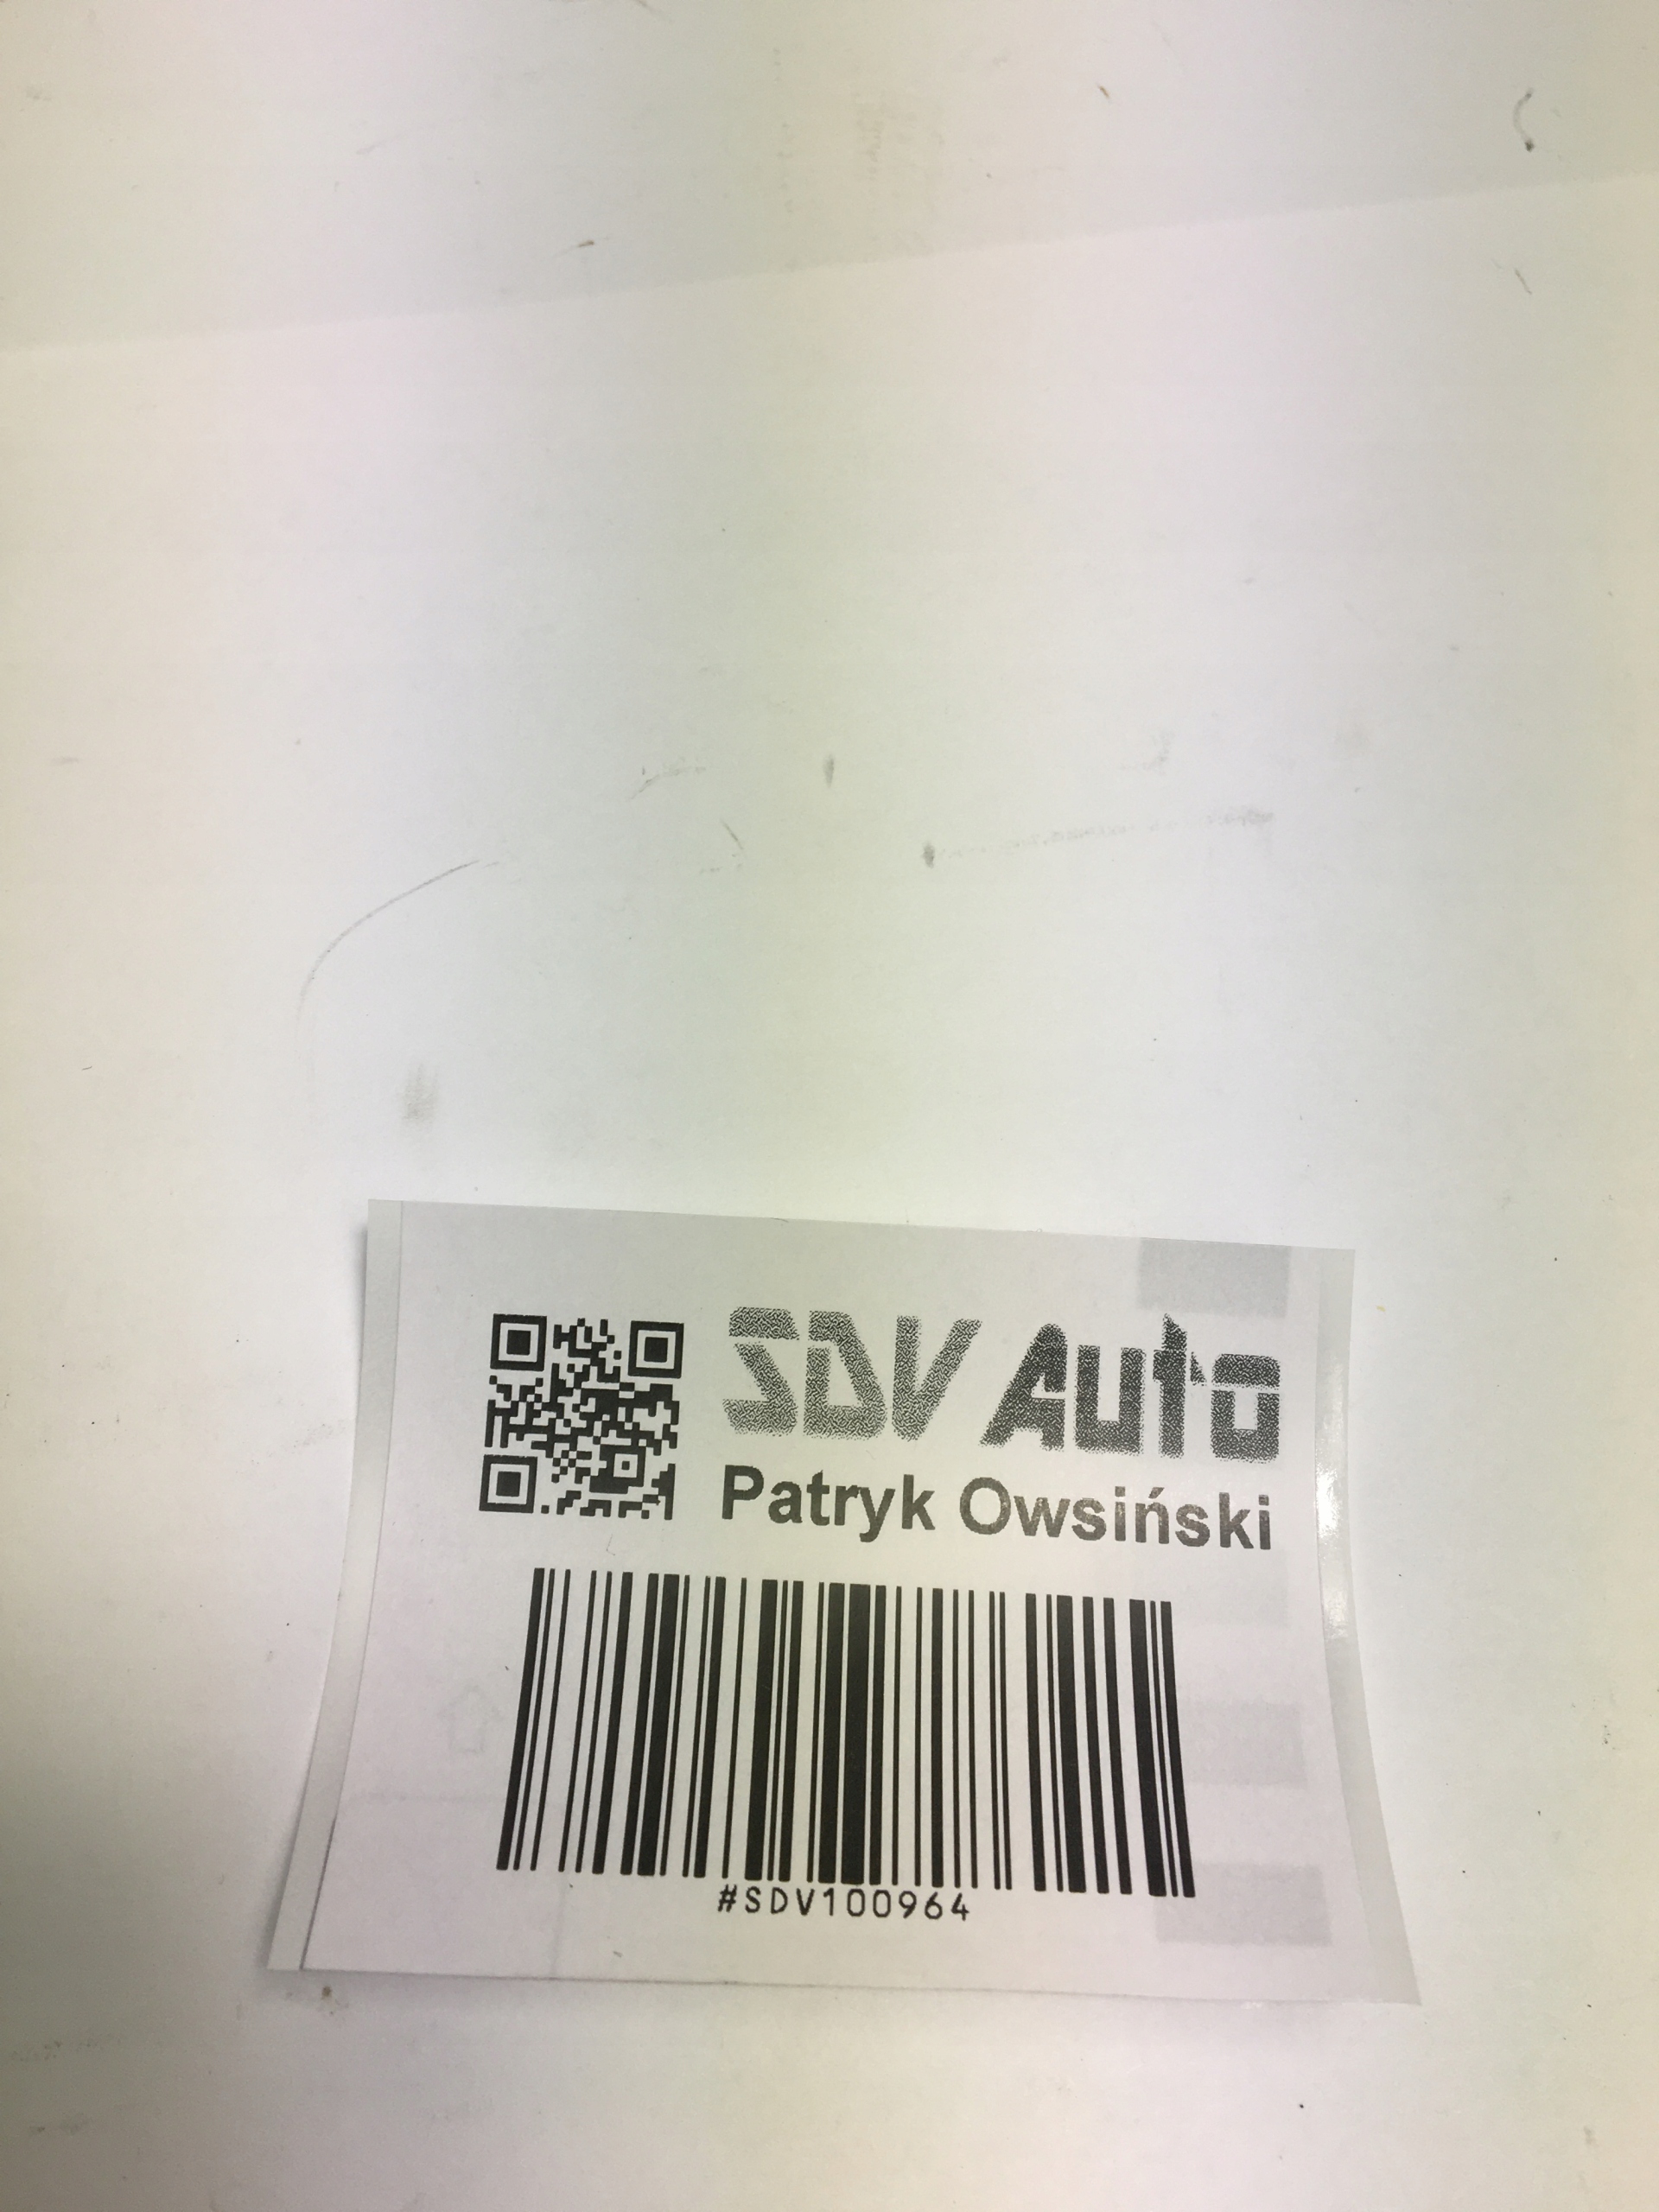 SDV Auto
Patryk Owsiński
#SDV100964